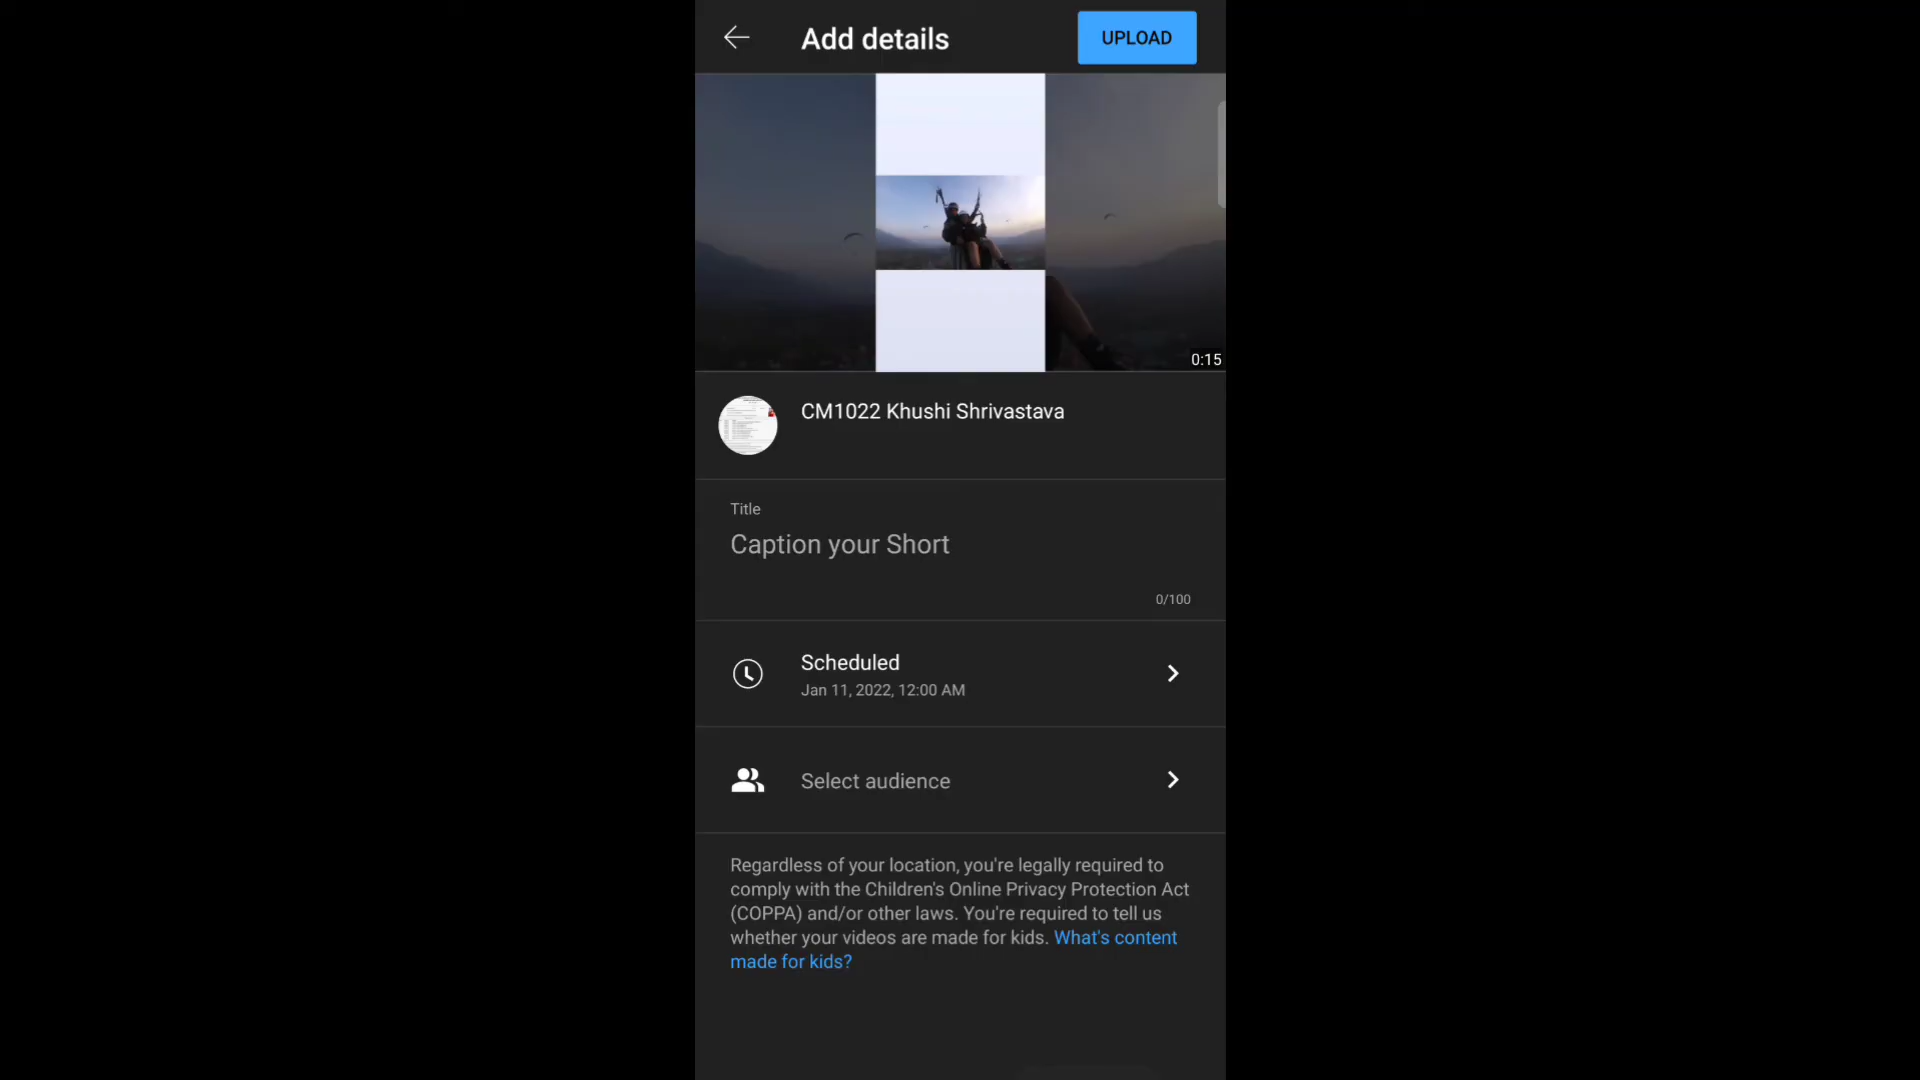 Add details
UPLOAD
0:15
CM1022 Khushi Shrivastava
Title
Caption your Short
0/100
Scheduled
Jan 11, 2022, 12:00 AM
Select audience
Regardless of your location, you're legally required to
comply with the Children's Online Privacy Protection Act
(COPPA) and/or other laws. You're required to tell us
whether your videos are made for kids. What's content
made for kids?